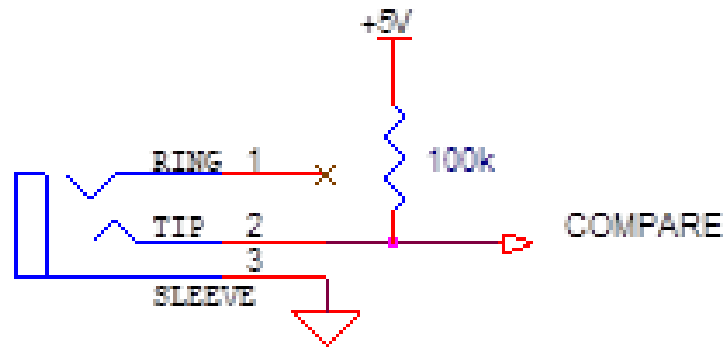 +5V
100k
RING 1
TIP 2
COMPARE
3
SLEEVE